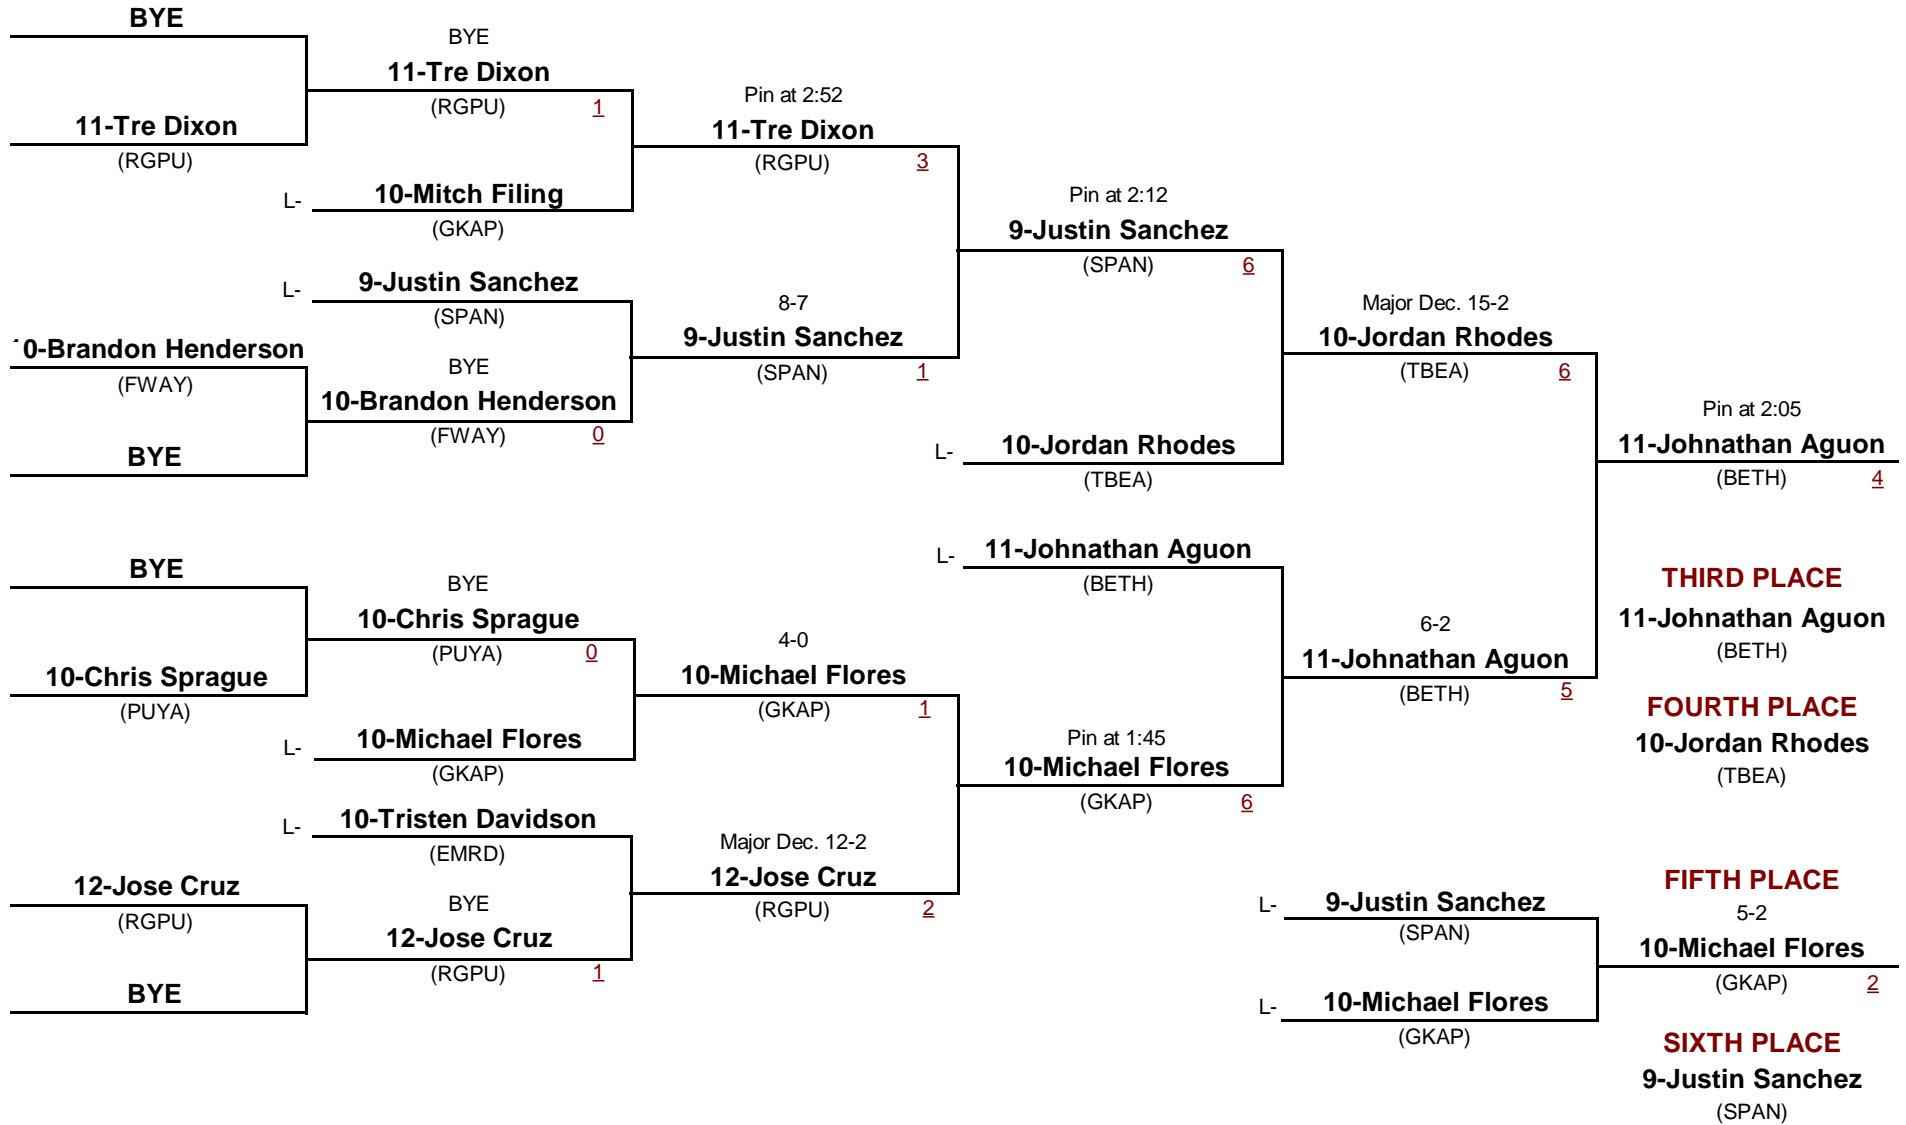 BYE
11-Tre Dixon
(RGPU)
0-Brandon Henderson
(FWAY)
BYE
BYE
10-Chris Sprague
(PUYA)
12-Jose Cruz
(RGPU)
BYE
BYE
11-Tre Dixon
(RGPU) 1
L- 10-Mitch Filing
(GKAP)
L- 9-Justin Sanchez
(SPAN)
BYE
10-Brandon Henderson
(FWAY) 0
BYE
10-Chris Sprague
(PUYA) 0
L- 10-Michael Flores
(GKAP)
L- 10-Tristen Davidson
(EMRD)
BYE
12-Jose Cruz
(RGPU) 1
Pin at 2:52
11-Tre Dixon
(RGPU) 3
8-7
9-Justin Sanchez
(SPAN) 1
4-0
10-Michael Flores
(GKAP) 1
Major Dec. 12-2
12-Jose Cruz
(RGPU) 2
Pin at 2:12
9-Justin Sanchez
(SPAN) 6
L- 10-Jordan Rhodes
(TBEA)
L- 11-Johnathan Aguon
(BETH)
Pin at 1:45
10-Michael Flores
(GKAP) 6
Major Dec. 15-2
10-Jordan Rhodes
(TBEA) 6
6-2
11-Johnathan Aguon
(BETH) 5
L- 9-Justin Sanchez
(SPAN)
L- 10-Michael Flores
(GKAP)
Pin at 2:05
11-Johnathan Aguon
(BETH) 4
THIRD PLACE
11-Johnathan Aguon
(BETH)
FOURTH PLACE
10-Jordan Rhodes
(TBEA)
FIFTH PLACE
5-2
10-Michael Flores
(GKAP) 2
SIXTH PLACE
9-Justin Sanchez
(SPAN)